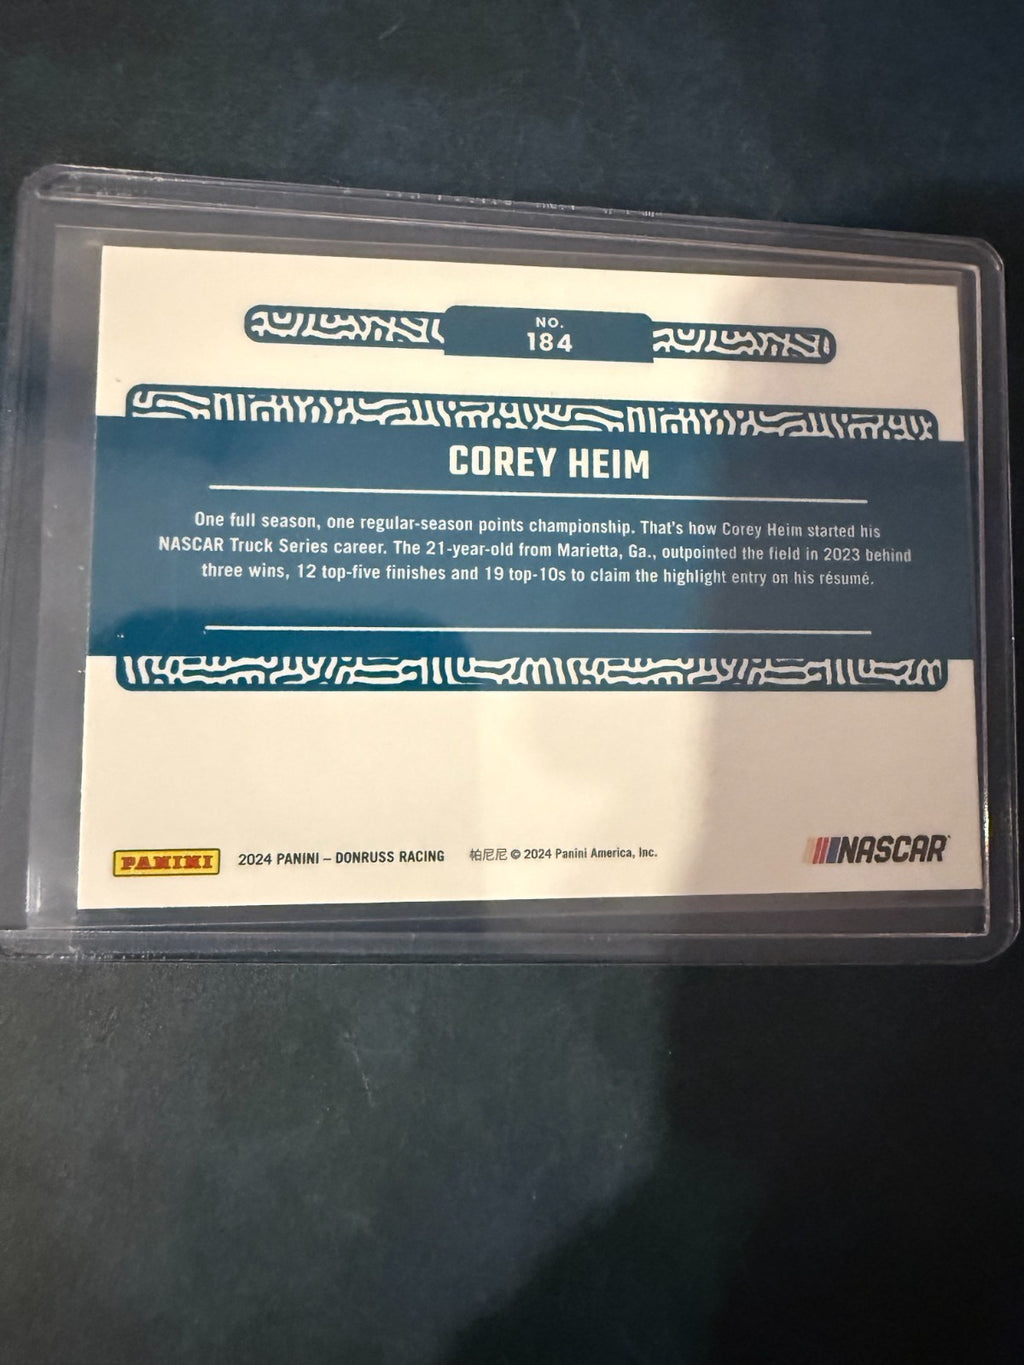 NO.
184
COREY HEIM
One full season, one regular-season points championship. That's how Corey Heim started his
NASCAR Truck Series career. The 21-year-old from Marietta, Ga., outpointed the field in 2023 behind
three wins, 12 top-five finishes and 19 top-10s to claim the highlight entry on his résumé.
PANINI 2024 PANINI – DONRUSS RACING 帕尼尼 © 2024 Panini America, Inc. NASCAR